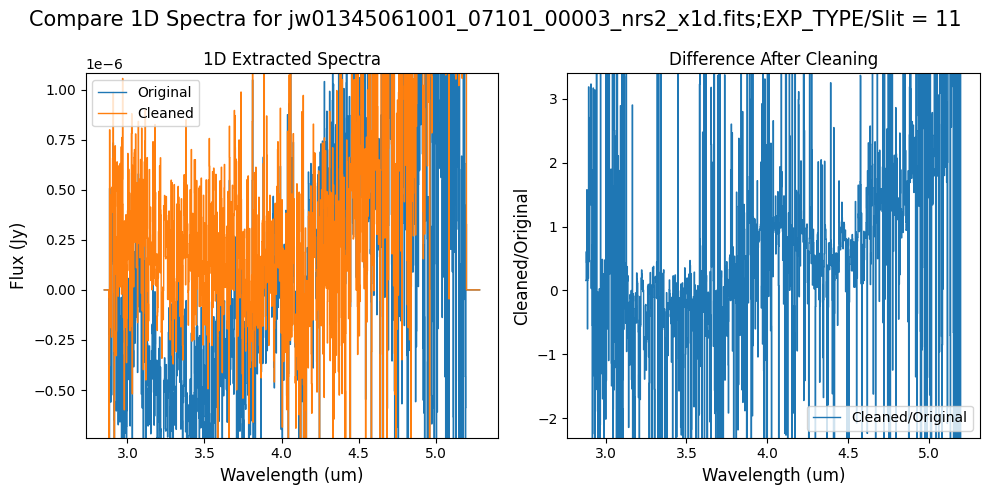 Compare 1D Spectra for jw01345061001_07101_00003_nrs2_x1d.fits;EXP_TYPE/Slit = 11
1D Extracted Spectra
1e−6
1.00
0.75
0.50
0.25
0.00
−0.25
−0.50
Flux (Jy)
Original
Cleaned
3.0 3.5 4.0 4.5 5.0
Wavelength (um)
Difference After Cleaning
3
2
1
0
−1
−2
Cleaned/Original
Cleaned/Original
3.0 3.5 4.0 4.5 5.0
Wavelength (um)